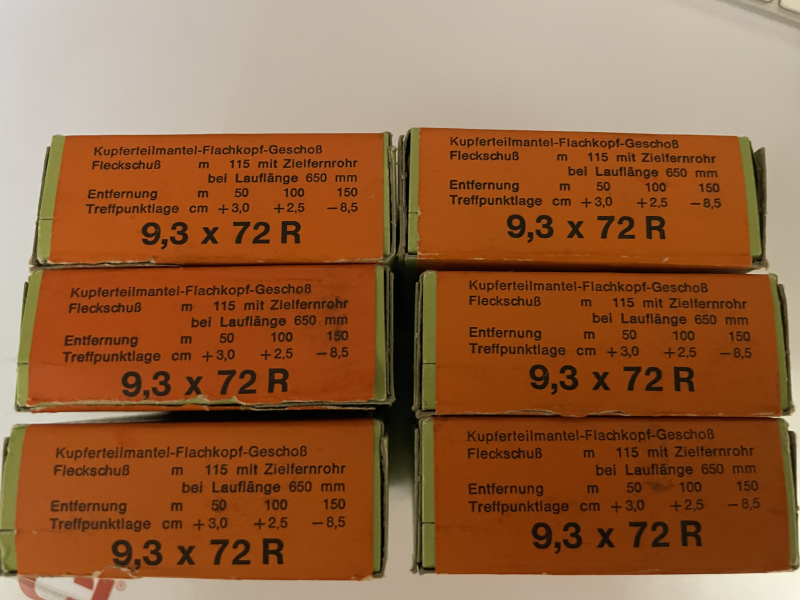 Kupferteilmantel-Flachkopf-Geschoß
Fleckschuß m 115 mit Zielfernrohr
bei Lauflänge 650 mm
Entfernung m 50 100 150
Treffpunktlage cm +3,0 +2,5 −8,5
9,3 x 72 R
Kupferteilmantel-Flachkopf-Geschoß
Fleckschuß m 115 mit Zielfernrohr
bei Lauflänge 650 mm
Entfernung m 50 100 150
Treffpunktlage cm +3,0 +2,5 −8,5
9,3 x 72 R
Kupferteilmantel-Flachkopf-Geschoß
Fleckschuß m 115 mit Zielfernrohr
bei Lauflänge 650 mm
Entfernung m 50 100 150
Treffpunktlage cm +3,0 +2,5 −8,5
9,3 x 72 R
Kupferteilmantel-Flachkopf-Geschoß
Fleckschuß m 115 mit Zielfernrohr
bei Lauflänge 650 mm
Entfernung m 50 100 150
Treffpunktlage cm +3,0 +2,5 −8,5
9,3 x 72 R
Kupferteilmantel-Flachkopf-Geschoß
Fleckschuß m 115 mit Zielfernrohr
bei Lauflänge 650 mm
Entfernung m 50 100 150
Treffpunktlage cm +3,0 +2,5 −8,5
9,3 x 72 R
Kupferteilmantel-Flachkopf-Geschoß
Fleckschuß m 115 mit Zielfernrohr
bei Lauflänge 650 mm
Entfernung m 50 100 150
Treffpunktlage cm +3,0 +2,5 −8,5
9,3 x 72 R